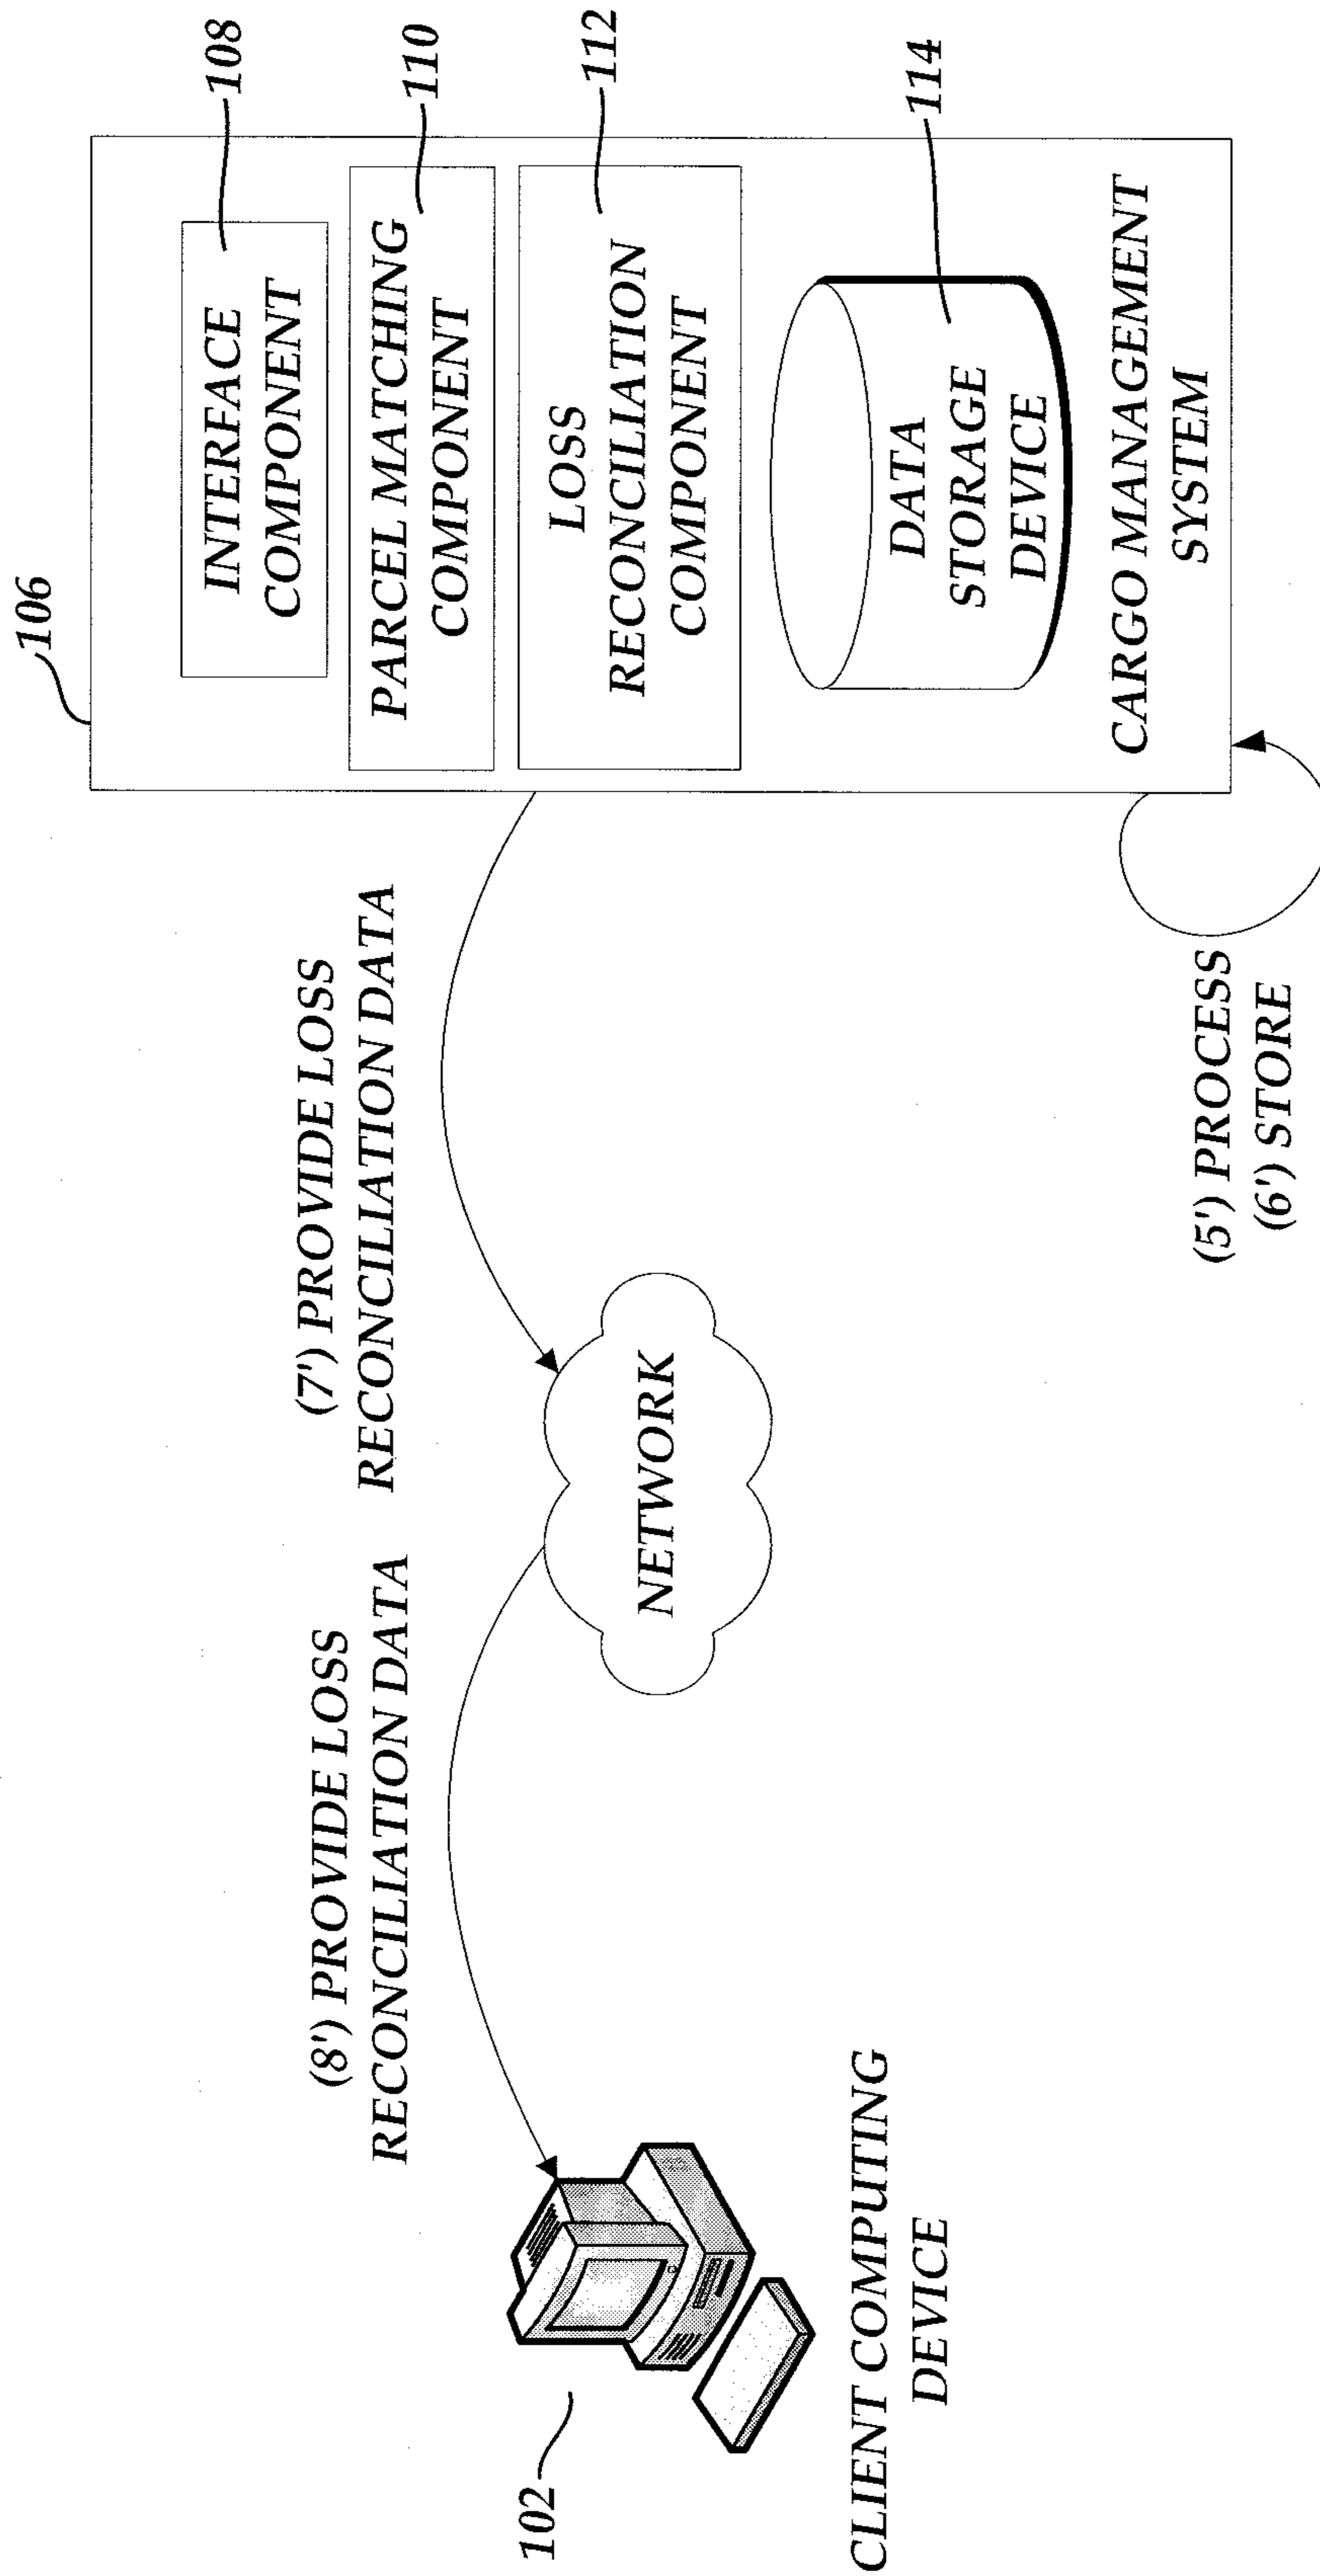 106
INTERFACE
COMPONENT
108
PARCEL MATCHING
COMPONENT
110
LOSS
RECONCILIATION
COMPONENT
112
DATA
STORAGE
DEVICE
114
CARGO MANAGEMENT
SYSTEM
(8') PROVIDE LOSS
RECONCILIATION DATA
(7') PROVIDE LOSS
RECONCILIATION DATA
NETWORK
102
CLIENT COMPUTING
DEVICE
(5') PROCESS
(6') STORE